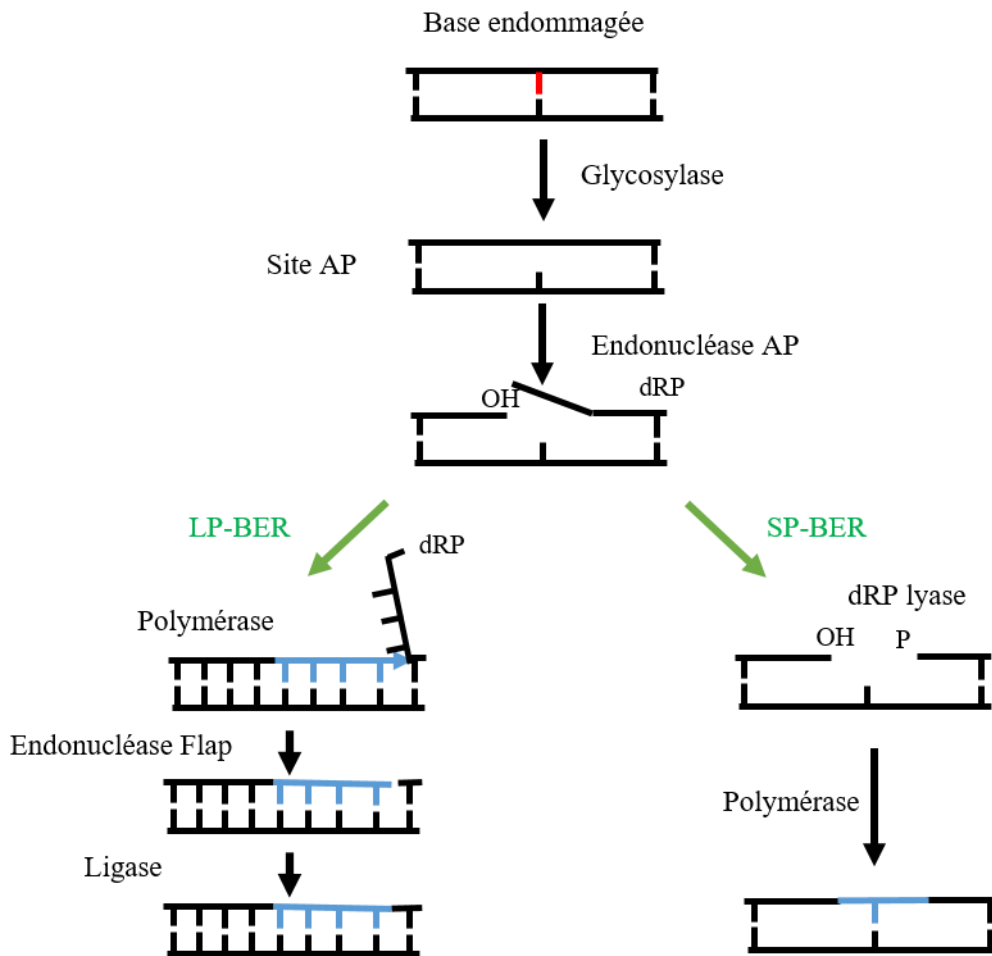 Base endommagée
Glycosylase
Site AP
Endonucléase AP
OH
dRP
LP-BER
SP-BER
dRP
dRP lyase
Polymérase
OH
P
Endonucléase Flap
Polymérase
Ligase